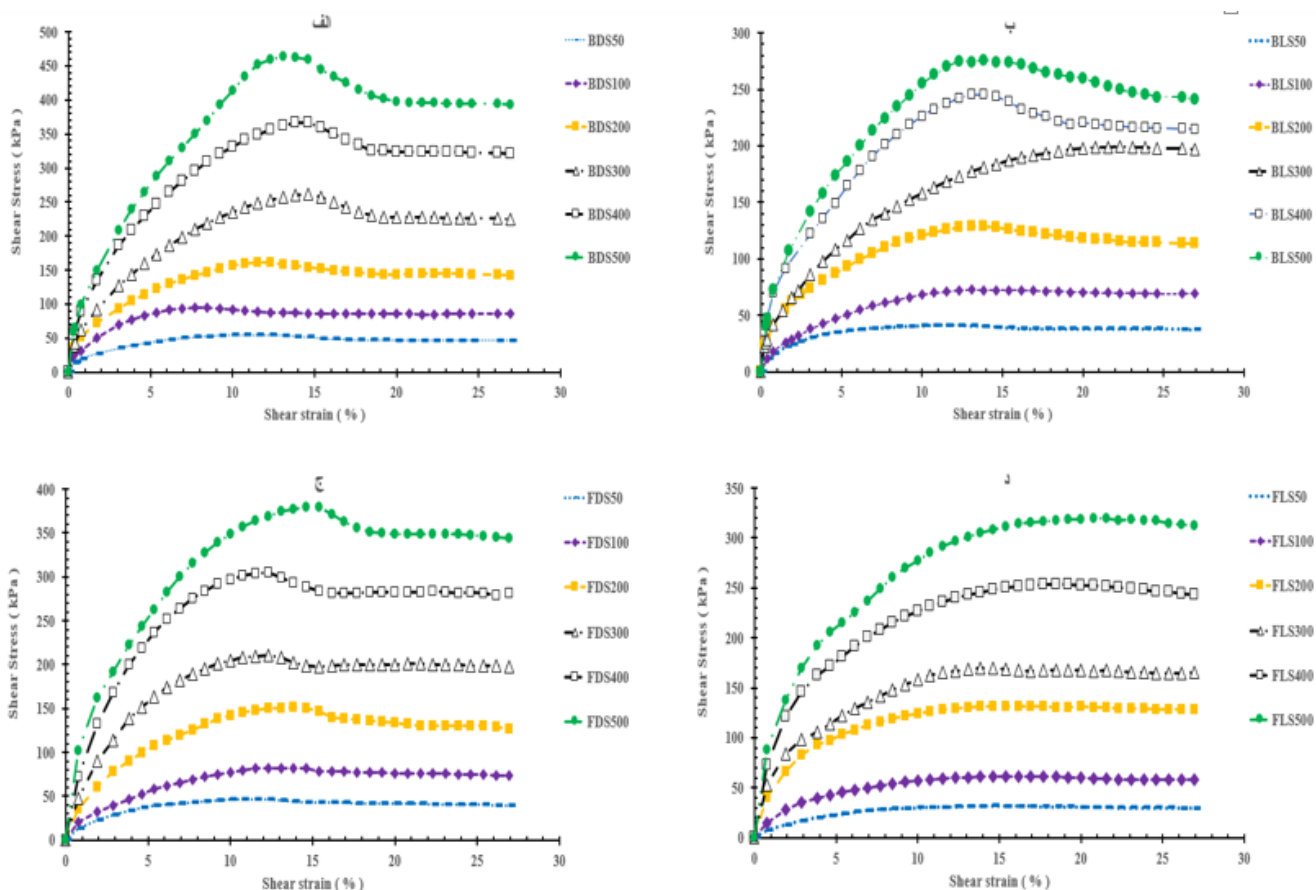 الف
500
450
400
350
300
250
200
150
100
50
0
Shear Stress ( kPa )
0 5 10 15 20 25 30
Shear strain ( % )
BDS50
BDS100
BDS200
BDS300
BDS400
BDS500
300
250
200
150
100
50
0
Shear Stress ( kPa )
0 5 10 15 20 25 30
Shear strain ( % )
BLS50
BLS100
BLS200
BLS300
BLS400
BLS500
ج
400
350
300
250
200
150
100
50
0
Shear Stress ( kPa )
0 5 10 15 20 25 30
Shear strain ( % )
FDS50
FDS100
FDS200
FDS300
FDS400
FDS500
د
350
300
250
200
150
100
50
0
Shear Stress ( kPa )
0 5 10 15 20 25 30
Shear strain ( % )
FLS50
FLS100
FLS200
FLS300
FLS400
FLS500